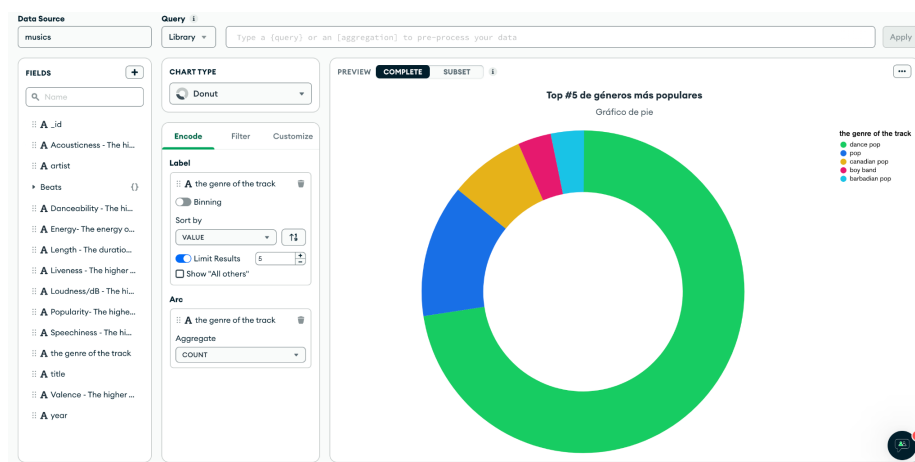 Data Source
musics
Query i
Library
Type a {query} or an [aggregation] to pre-process your data
Apply
FIELDS
+
Name
A _id
A Acousticness - The hi...
A artist
Beats {}
A Danceability - The hi...
A Energy- The energy o...
A Length - The duratio...
A Liveness - The higher ...
A Loudness/dB - The hi...
A Popularity- The highe...
A Speechiness - The hi...
A the genre of the track
A title
A Valence - The higher ...
A year
CHART TYPE
Donut
Encode Filter Customize
Label
A the genre of the track
Binning
Sort by
VALUE
Limit Results 5
Show "All others"
Arc
A the genre of the track
Aggregate
COUNT
PREVIEW COMPLETE SUBSET i
Top #5 de géneros más populares
Gráfico de pie
the genre of the track
dance pop
pop
canadian pop
boy band
barbadian pop